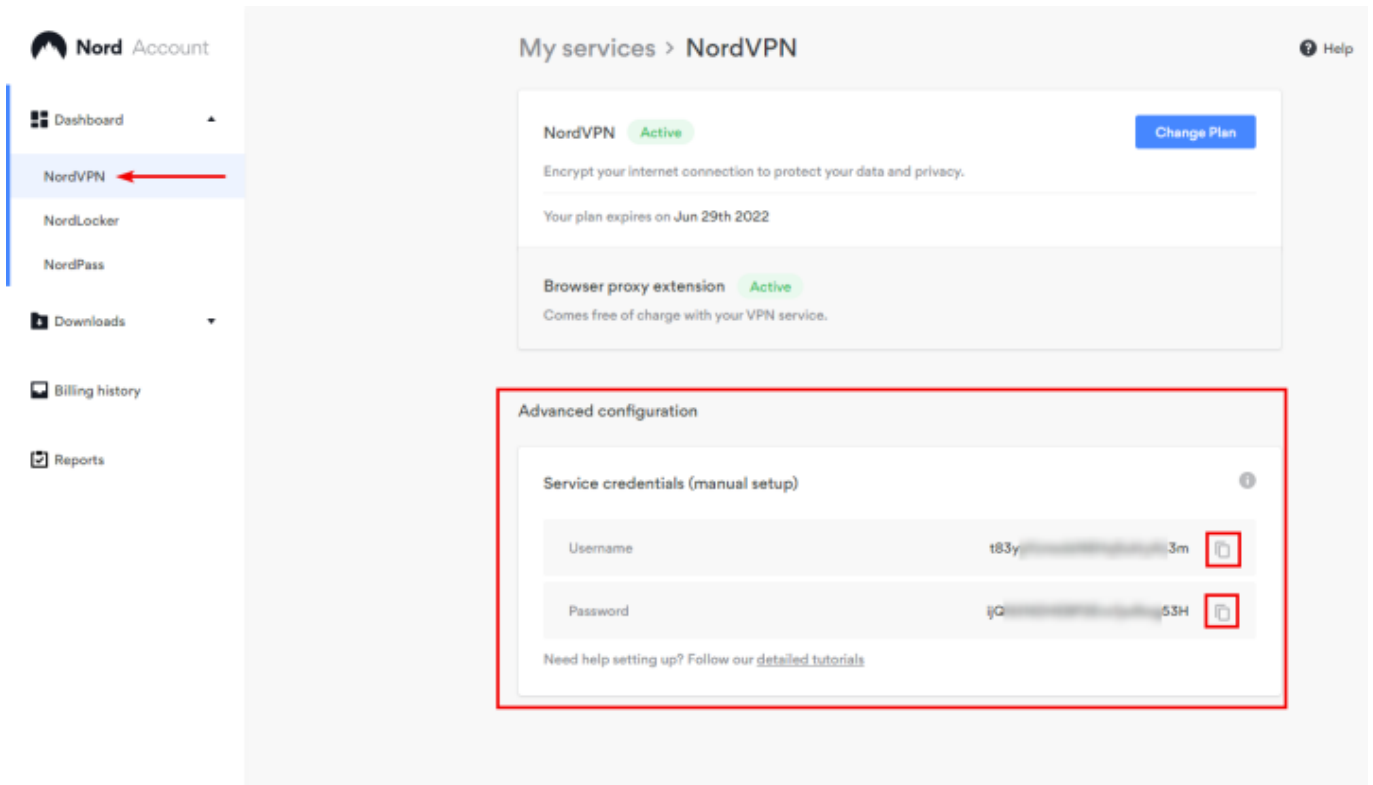 Nord Account
Dashboard
NordVPN
NordLocker
NordPass
Downloads
Billing history
Reports
My services > NordVPN
Help
NordVPN Active
Change Plan
Encrypt your internet connection to protect your data and privacy.
Your plan expires on Jun 29th 2022
Browser proxy extension Active
Comes free of charge with your VPN service.
Advanced configuration
Service credentials (manual setup)
Username t83y 3m
Password ijQ 53H
Need help setting up? Follow our detailed tutorials